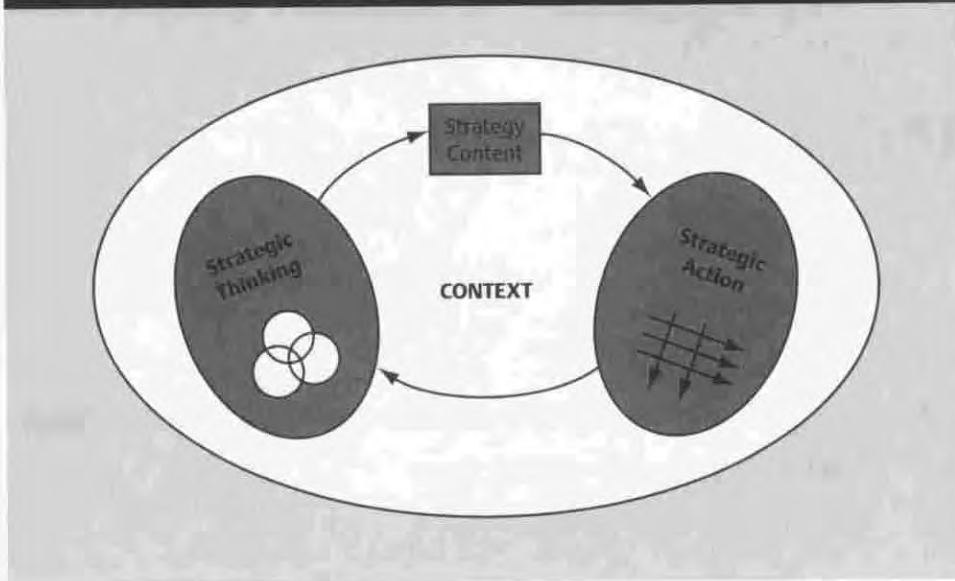 Strategy
Content
Strategic
Thinking
CONTEXT
Strategic
Action